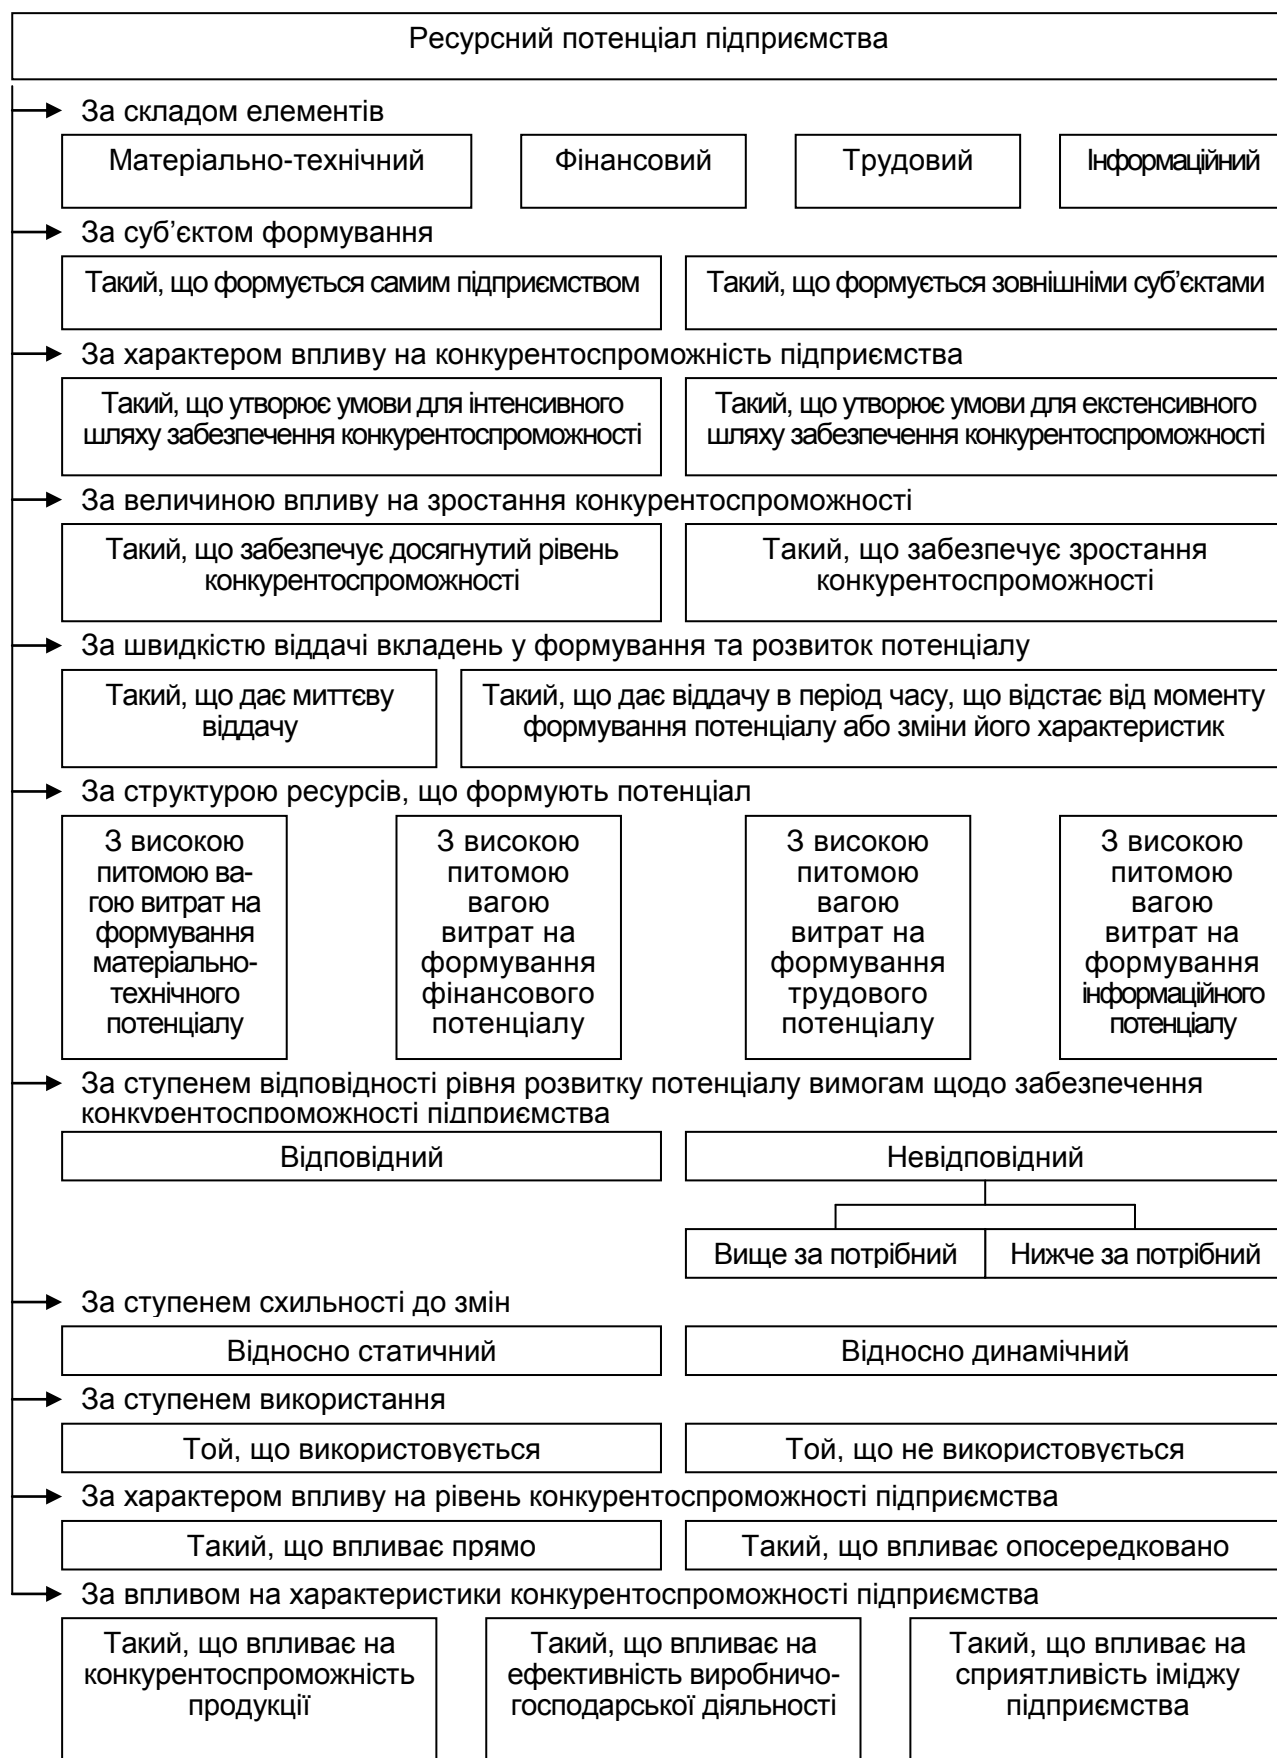 Ресурсний потенціал підприємства
За складом елементів
Матеріально-технічний
Фінансовий
Трудовий
Інформаційний
За суб’єктом формування
Такий, що формується самим підприємством
Такий, що формується зовнішніми суб’єктами
За характером впливу на конкурентоспроможність підприємства
Такий, що утворює умови для інтенсивного
шляху забезпечення конкурентоспроможності
Такий, що утворює умови для екстенсивного
шляху забезпечення конкурентоспроможності
За величиною впливу на зростання конкурентоспроможності
Такий, що забезпечує досягнутий рівень
конкурентоспроможності
Такий, що забезпечує зростання
конкурентоспроможності
За швидкістю віддачі вкладень у формування та розвиток потенціалу
Такий, що дає миттєву
віддачу
Такий, що дає віддачу в період часу, що відстає від моменту
формування потенціалу або зміни його характеристик
За структурою ресурсів, що формують потенціал
З високою
питомою ва-
гою витрат на
формування
матеріально-
технічного
потенціалу
З високою
питомою
вагою
витрат на
формування
фінансового
потенціалу
З високою
питомою
вагою
витрат на
формування
трудового
потенціалу
З високою
питомою
вагою
витрат на
формування
інформаційного
потенціалу
За ступенем відповідності рівня розвитку потенціалу вимогам щодо забезпечення
конкурентоспроможності підприємства
Відповідний
Невідповідний
Вище за потрібний
Нижче за потрібний
За ступенем схильності до змін
Відносно статичний
Відносно динамічний
За ступенем використання
Той, що використовується
Той, що не використовується
За характером впливу на рівень конкурентоспроможності підприємства
Такий, що впливає прямо
Такий, що впливає опосередковано
За впливом на характеристики конкурентоспроможності підприємства
Такий, що впливає на
конкурентоспроможність
продукції
Такий, що впливає на
ефективність виробничо-
господарської діяльності
Такий, що впливає на
сприятливість іміджу
підприємства